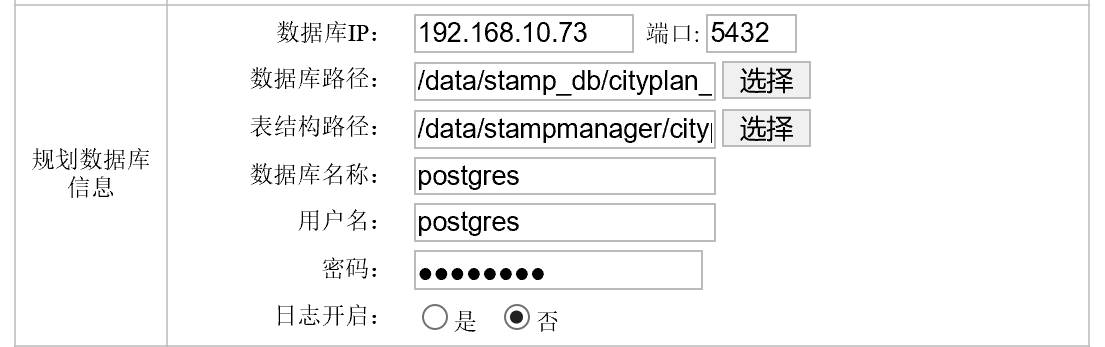 规划数据库
信息
数据库IP： 192.168.10.73 端口: 5432
数据库路径： /data/stamp_db/cityplan_ 选择
表结构路径： /data/stampmanager/city 选择
数据库名称： postgres
用户名： postgres
密码： ●●●●●●●●
日志开启： 是 否